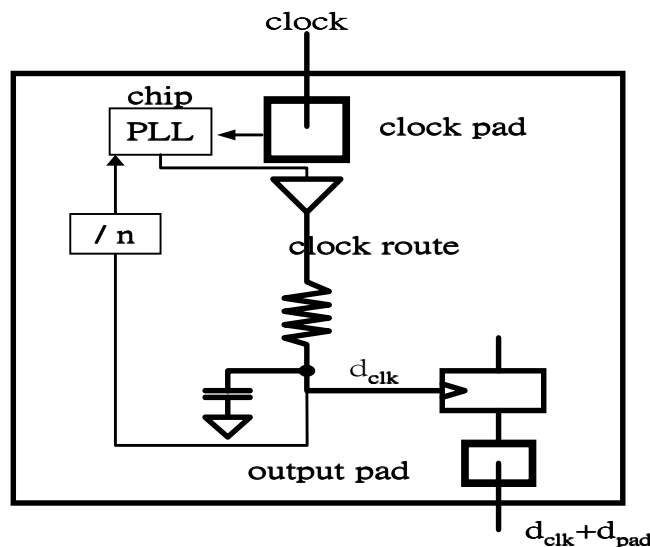 clock
chip
PLL
clock pad
/ n
clock route
dclk
output pad
dclk+dpad